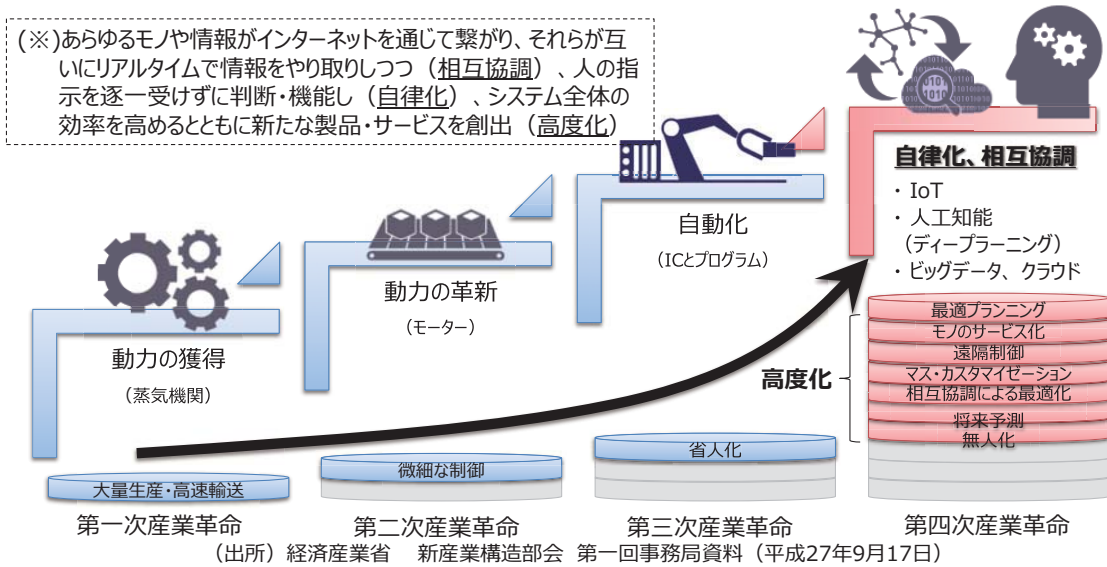 (※)あらゆるモノや情報がインターネットを通じて繋がり、それらが互
いにリアルタイムで情報をやり取りしつつ（相互協調）、人の指
示を逐一受けずに判断・機能し（自律化）、システム全体の
効率を高めるとともに新たな製品・サービスを創出（高度化）
動力の獲得
（蒸気機関）
動力の革新
（モーター）
自動化
（ICとプログラム）
自律化、相互協調
・ IoT
・ 人工知能
（ディープラーニング）
・ ビッグデータ、クラウド
高度化
最適プランニング
モノのサービス化
遠隔制御
マス・カスタマイゼーション
相互協調による最適化
将来予測
無人化
省人化
微細な制御
大量生産・高速輸送
第一次産業革命
第二次産業革命
第三次産業革命
第四次産業革命
（出所）経済産業省　新産業構造部会 第一回事務局資料（平成27年9月17日）